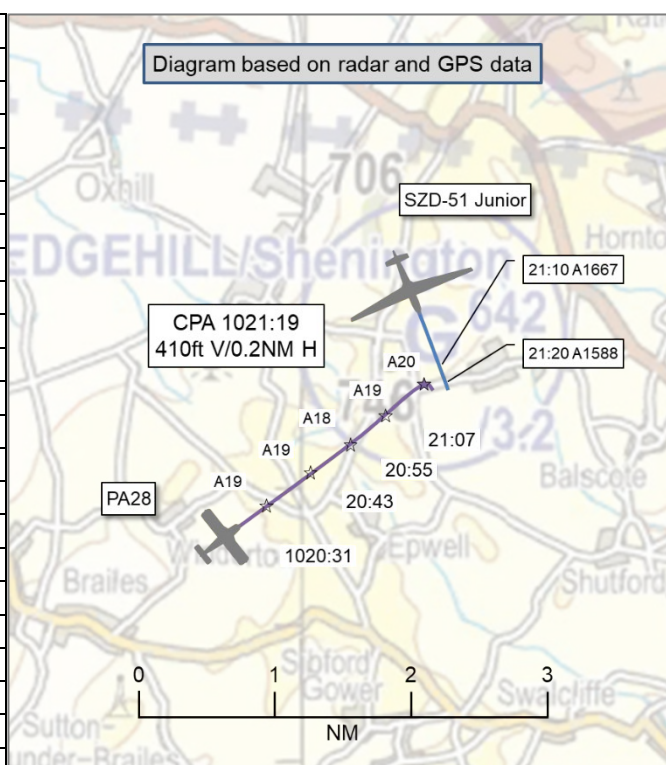 Diagram based on radar and GPS data
Oxhill
706
SZD-51 Junior
Hornto
EDGEHILL/Shenington
21:10 A1667
CPA 1021:19
410ft V/0.2NM H
G
642
21:20 A1588
A20
A19
A18
A19
A19
/3.2
21:07
20:55
20:43
1020:31
PA28
Balscote
Epwell
Brailes
Shutford
0
1
2
3
Sibford
Gower
Swalcliffe
NM
Sutton-
under-Brailes